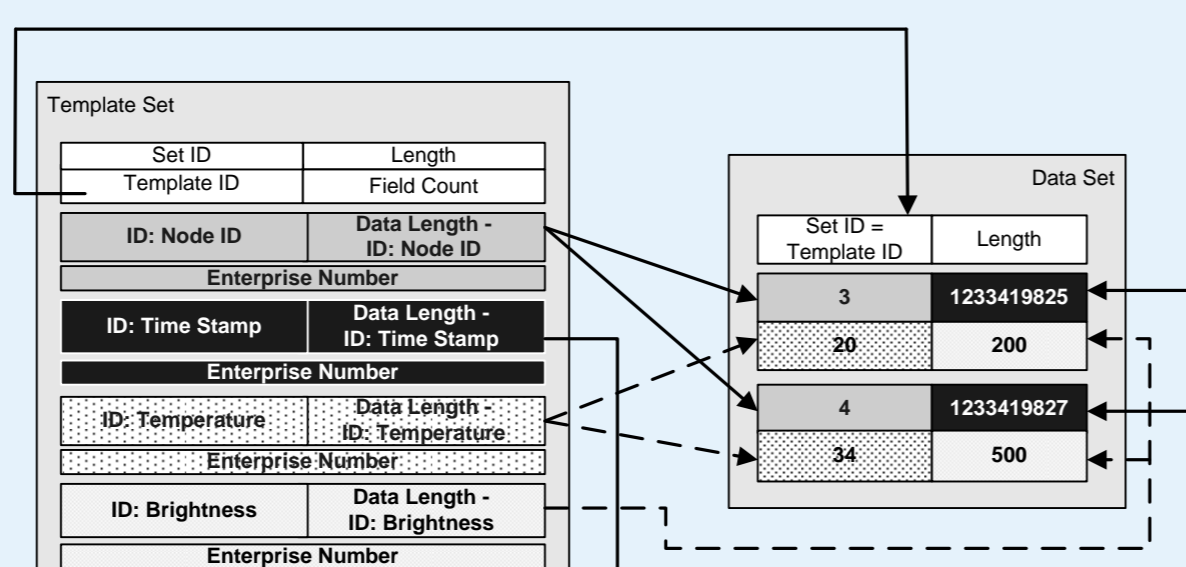 Template Set
Set ID Length
Template ID Field Count
ID: Node ID Data Length -
ID: Node ID
Enterprise Number
ID: Time Stamp Data Length -
ID: Time Stamp
Enterprise Number
ID: Temperature Data Length -
ID: Temperature
Enterprise Number
ID: Brightness Data Length -
ID: Brightness
Enterprise Number
Data Set
Set ID =
Template ID Length
3 1233419825
20 200
4 1233419827
34 500